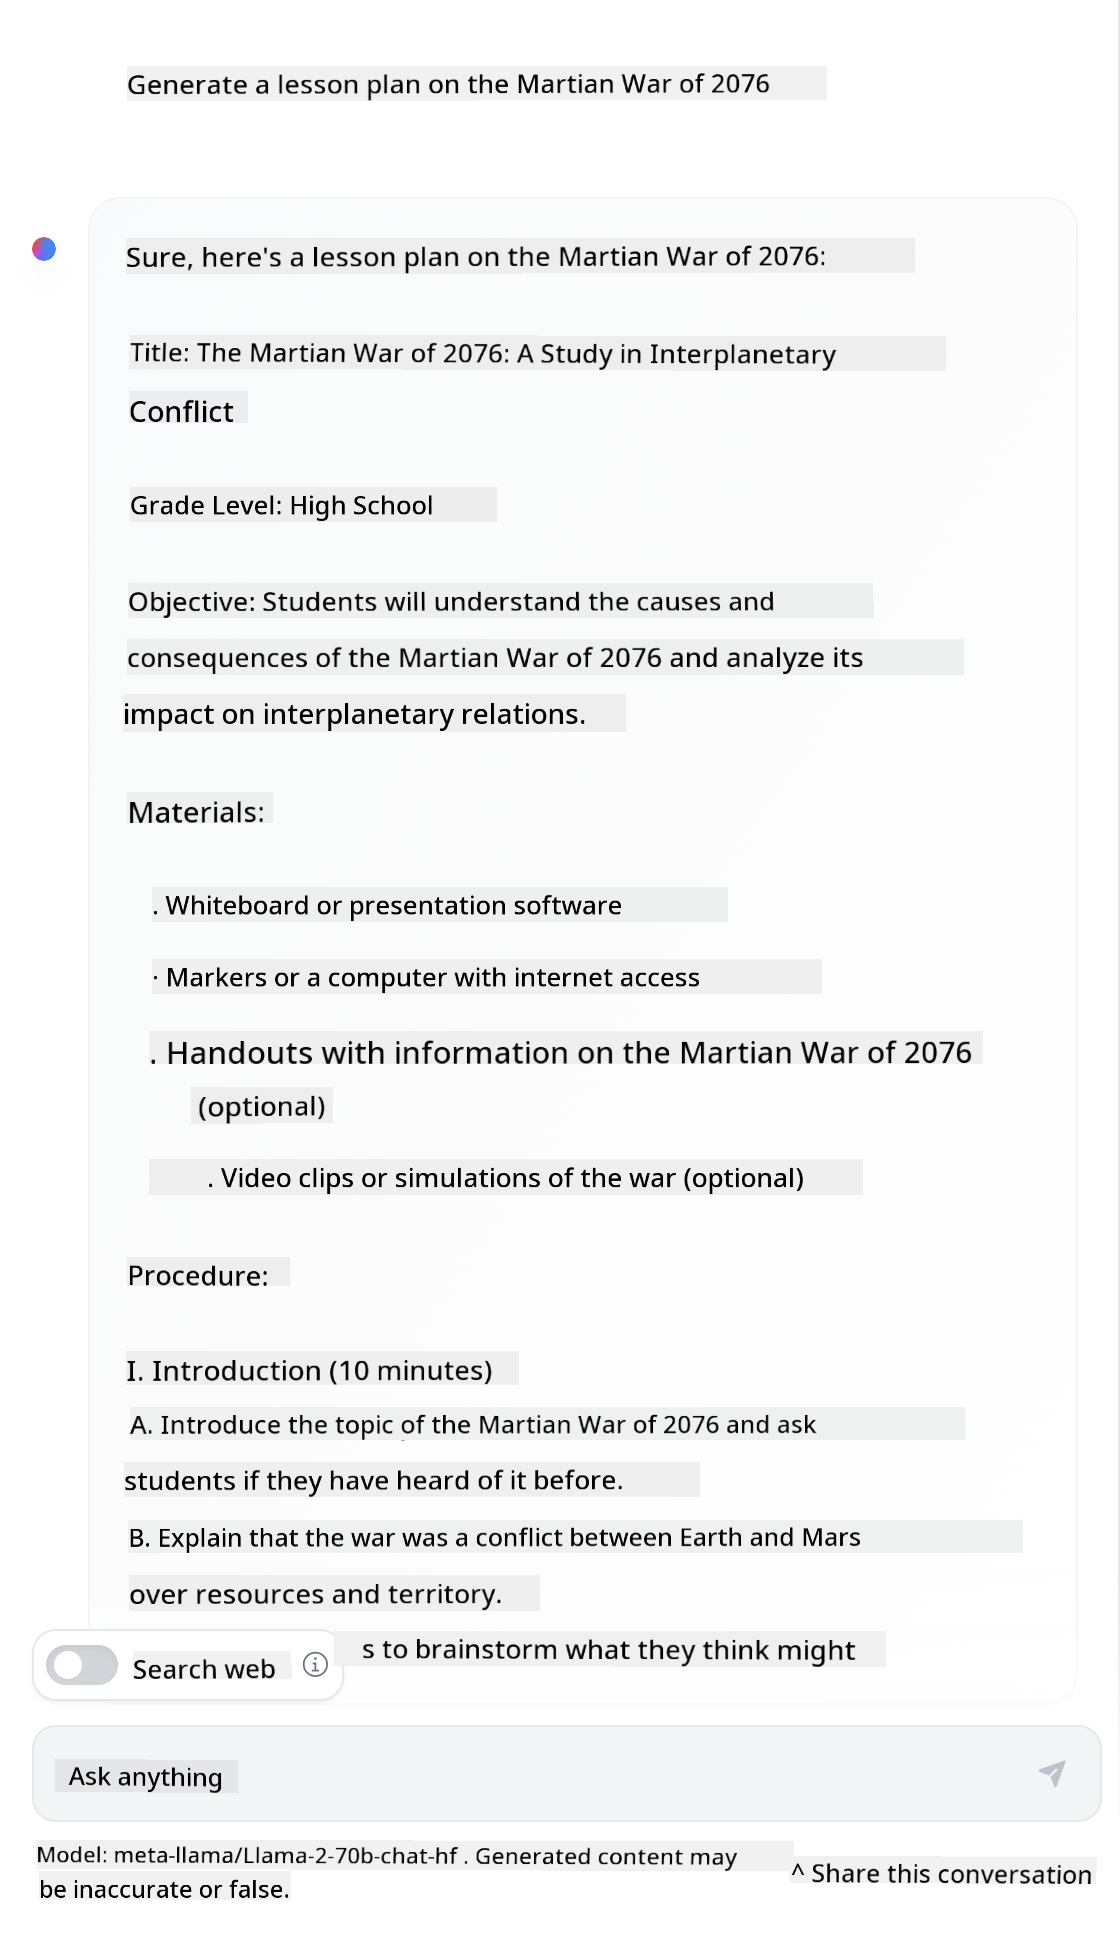 Generate a lesson plan on the Martian War of 2076
Sure, here's a lesson plan on the Martian War of 2076:
Title: The Martian War of 2076: A Study in Interplanetary
Conflict
Grade Level: High School
Objective: Students will understand the causes and
consequences of the Martian War of 2076 and analyze its
impact on interplanetary relations.
Materials:
. Whiteboard or presentation software
· Markers or a computer with internet access
. Handouts with information on the Martian War of 2076
(optional)
. Video clips or simulations of the war (optional)
Procedure:
I. Introduction (10 minutes)
A. Introduce the topic of the Martian War of 2076 and ask
students if they have heard of it before.
B. Explain that the war was a conflict between Earth and Mars
over resources and territory.
s to brainstorm what they think might
Search web
Ask anything
Model: meta-llama/Llama-2-70b-chat-hf . Generated content may
be inaccurate or false.
^ Share this conversation